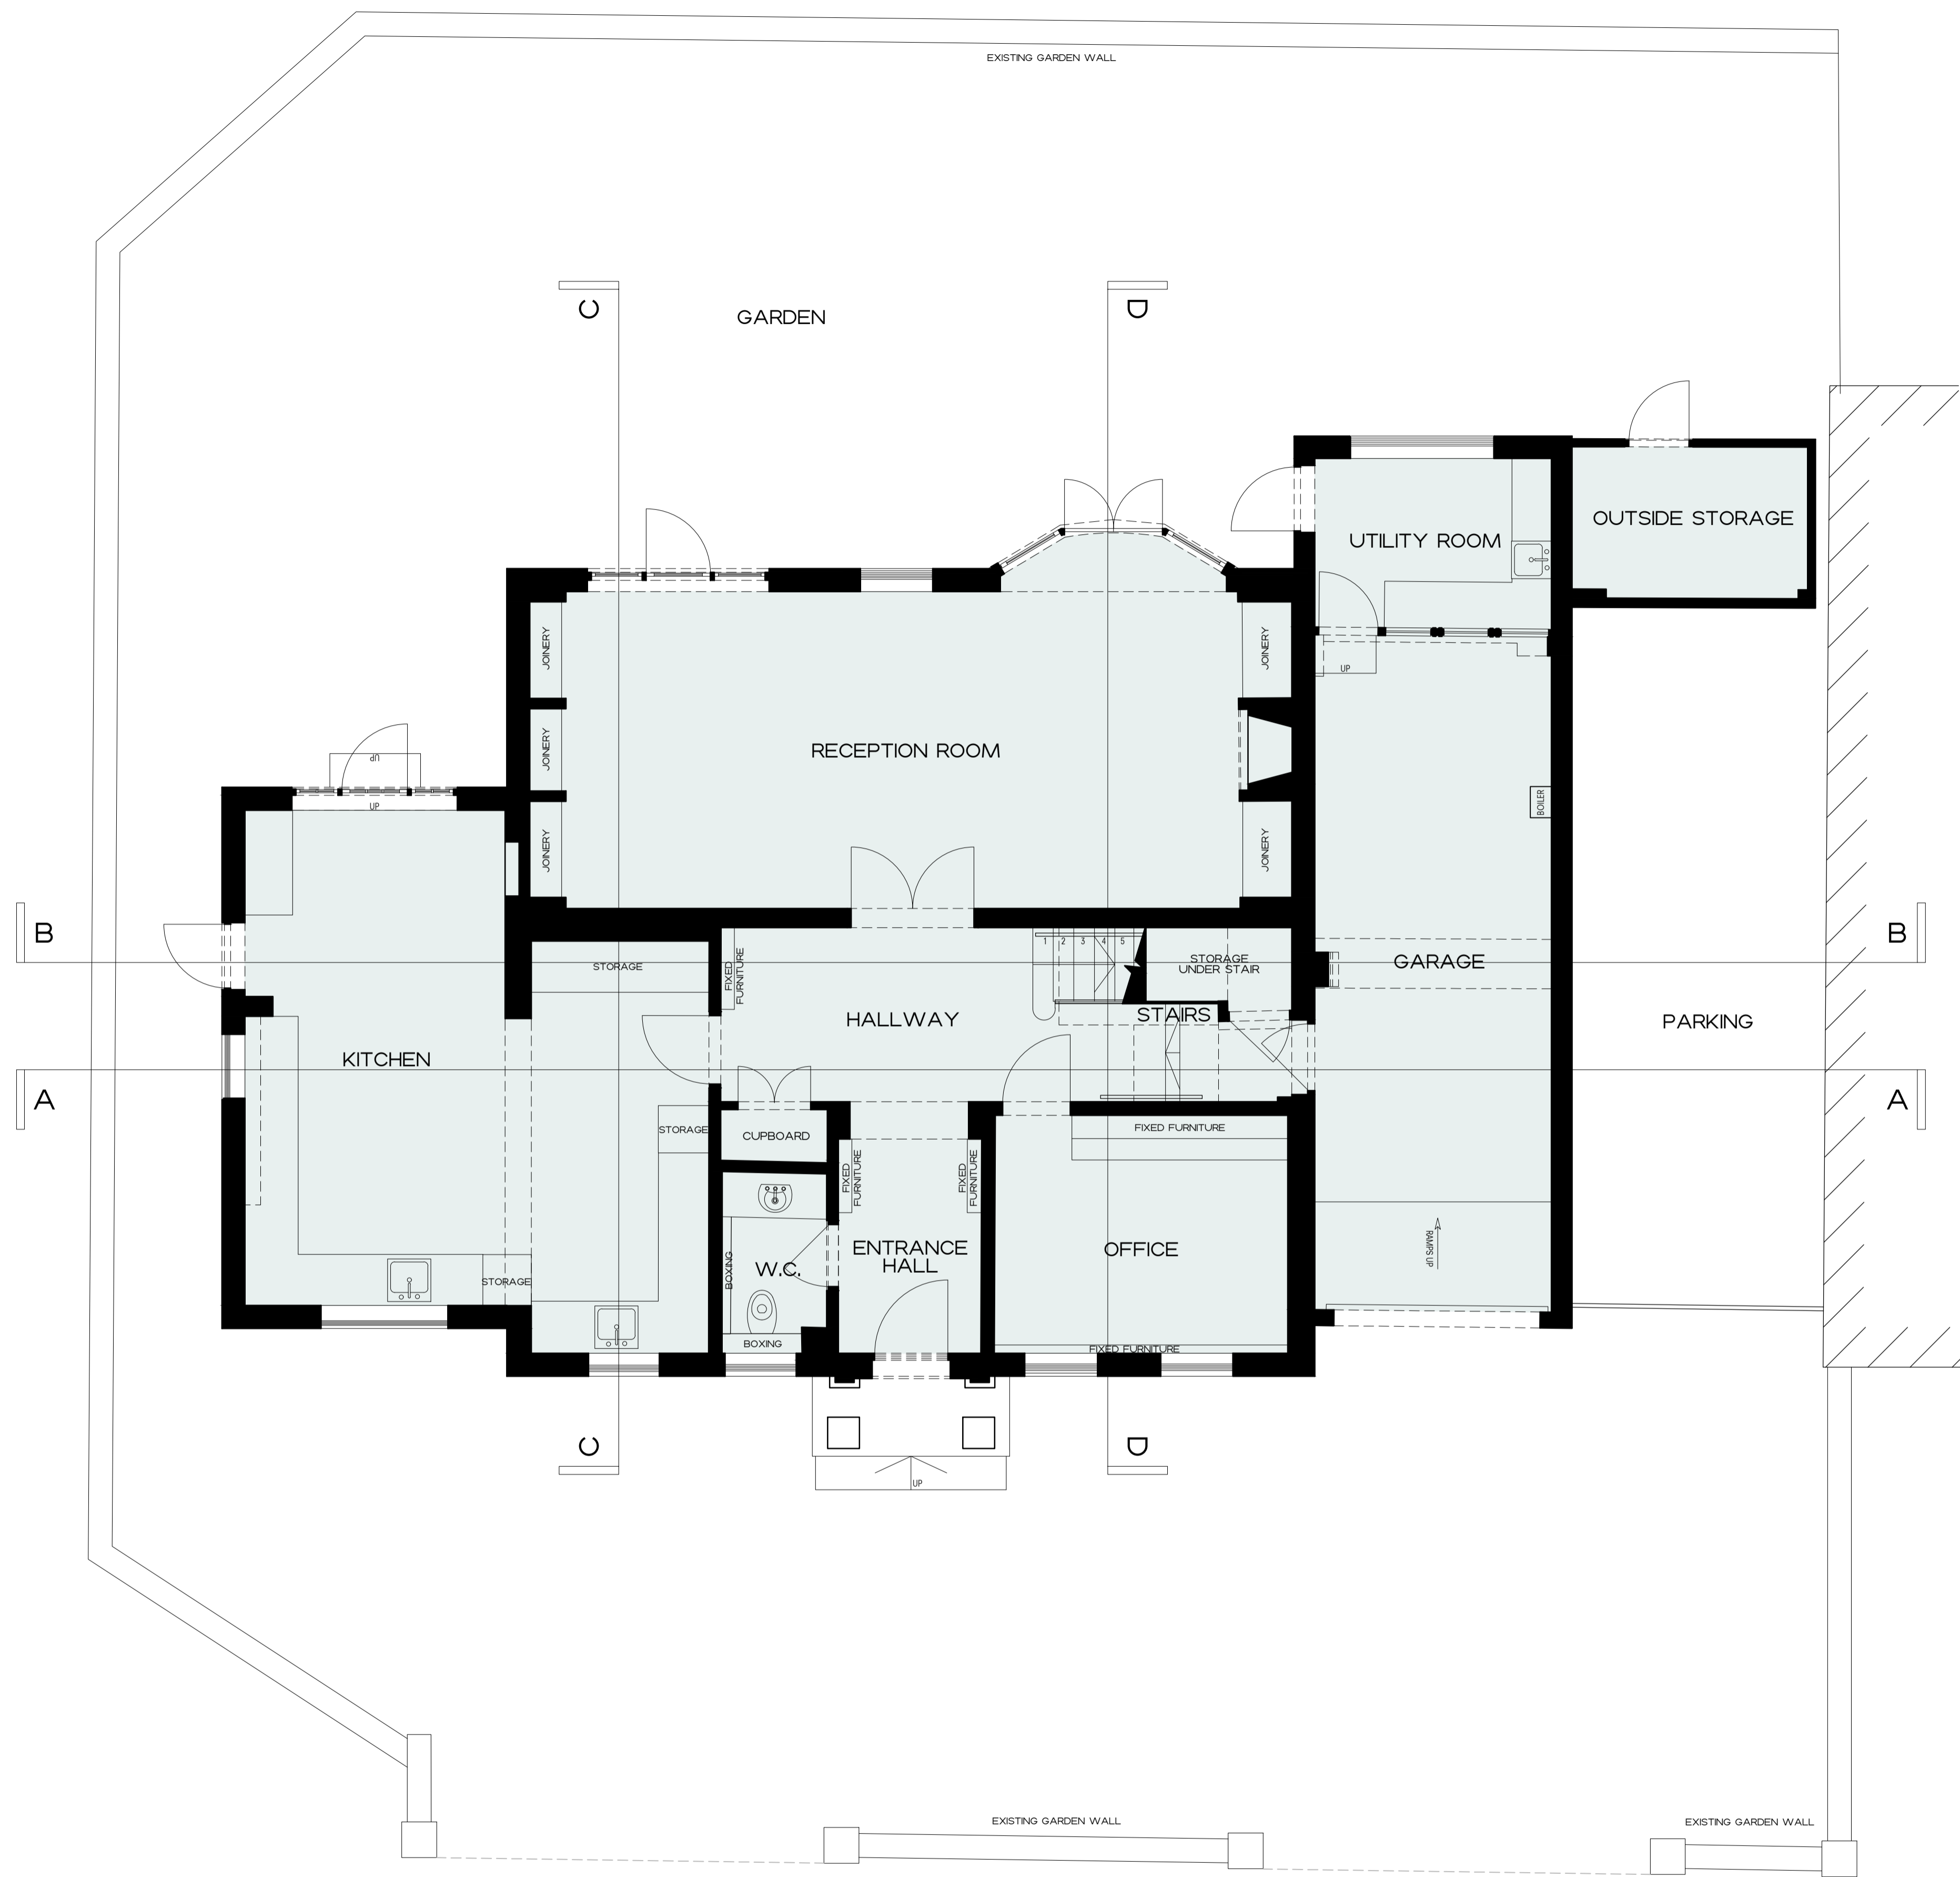 EXISTING GARDEN WALL
C
GARDEN
D
OUTSIDE STORAGE
UTILITY ROOM
JOINERY
JOINERY
UP
RECEPTION ROOM
JOINERY
UP
UP
BOILER
JOINERY
JOINERY
B
B
1 2 3 4 5
STORAGE
FIXED
FURNITURE
STORAGE
UNDER STAIR
GARAGE
HALLWAY
STAIRS
PARKING
KITCHEN
A
A
STORAGE
CUPBOARD
FIXED FURNITURE
FIXED
FURNITURE
FIXED
FURNITURE
ENTRANCE
HALL
OFFICE
RAMPS UP
BOXING
W.C.
STORAGE
BOXING
FIXED FURNITURE
C
D
UP
EXISTING GARDEN WALL
EXISTING GARDEN WALL